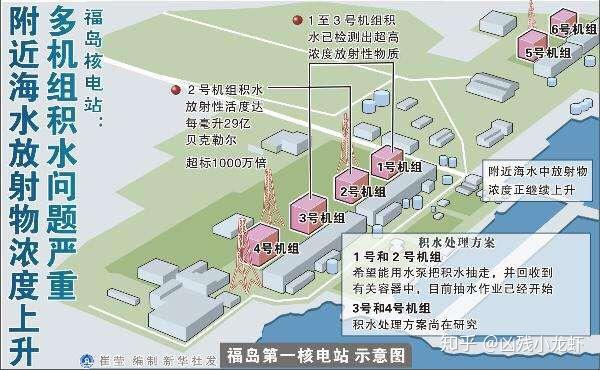 福岛核电站:
多机组积水问题严重
附近海水放射物浓度上升
1至3号机组积
水已检测出超高
浓度放射性物质
2号机组积水
放射性活度达
每毫升29亿
贝克勒尔
超标1000万倍
6号机组
5号机组
1号机组
2号机组
3号机组
4号机组
附近海水中放射物
浓度正继续上升
积水处理方案
1号和2号机组
希望能用水泵把积水抽走，并回收到
有关容器中，目前抽水作业已经开始
3号和4号机组
积水处理方案尚在研究
崔莹 编制 新华社发
福岛第一核电站 示意图
知乎 @凶残小龙虾